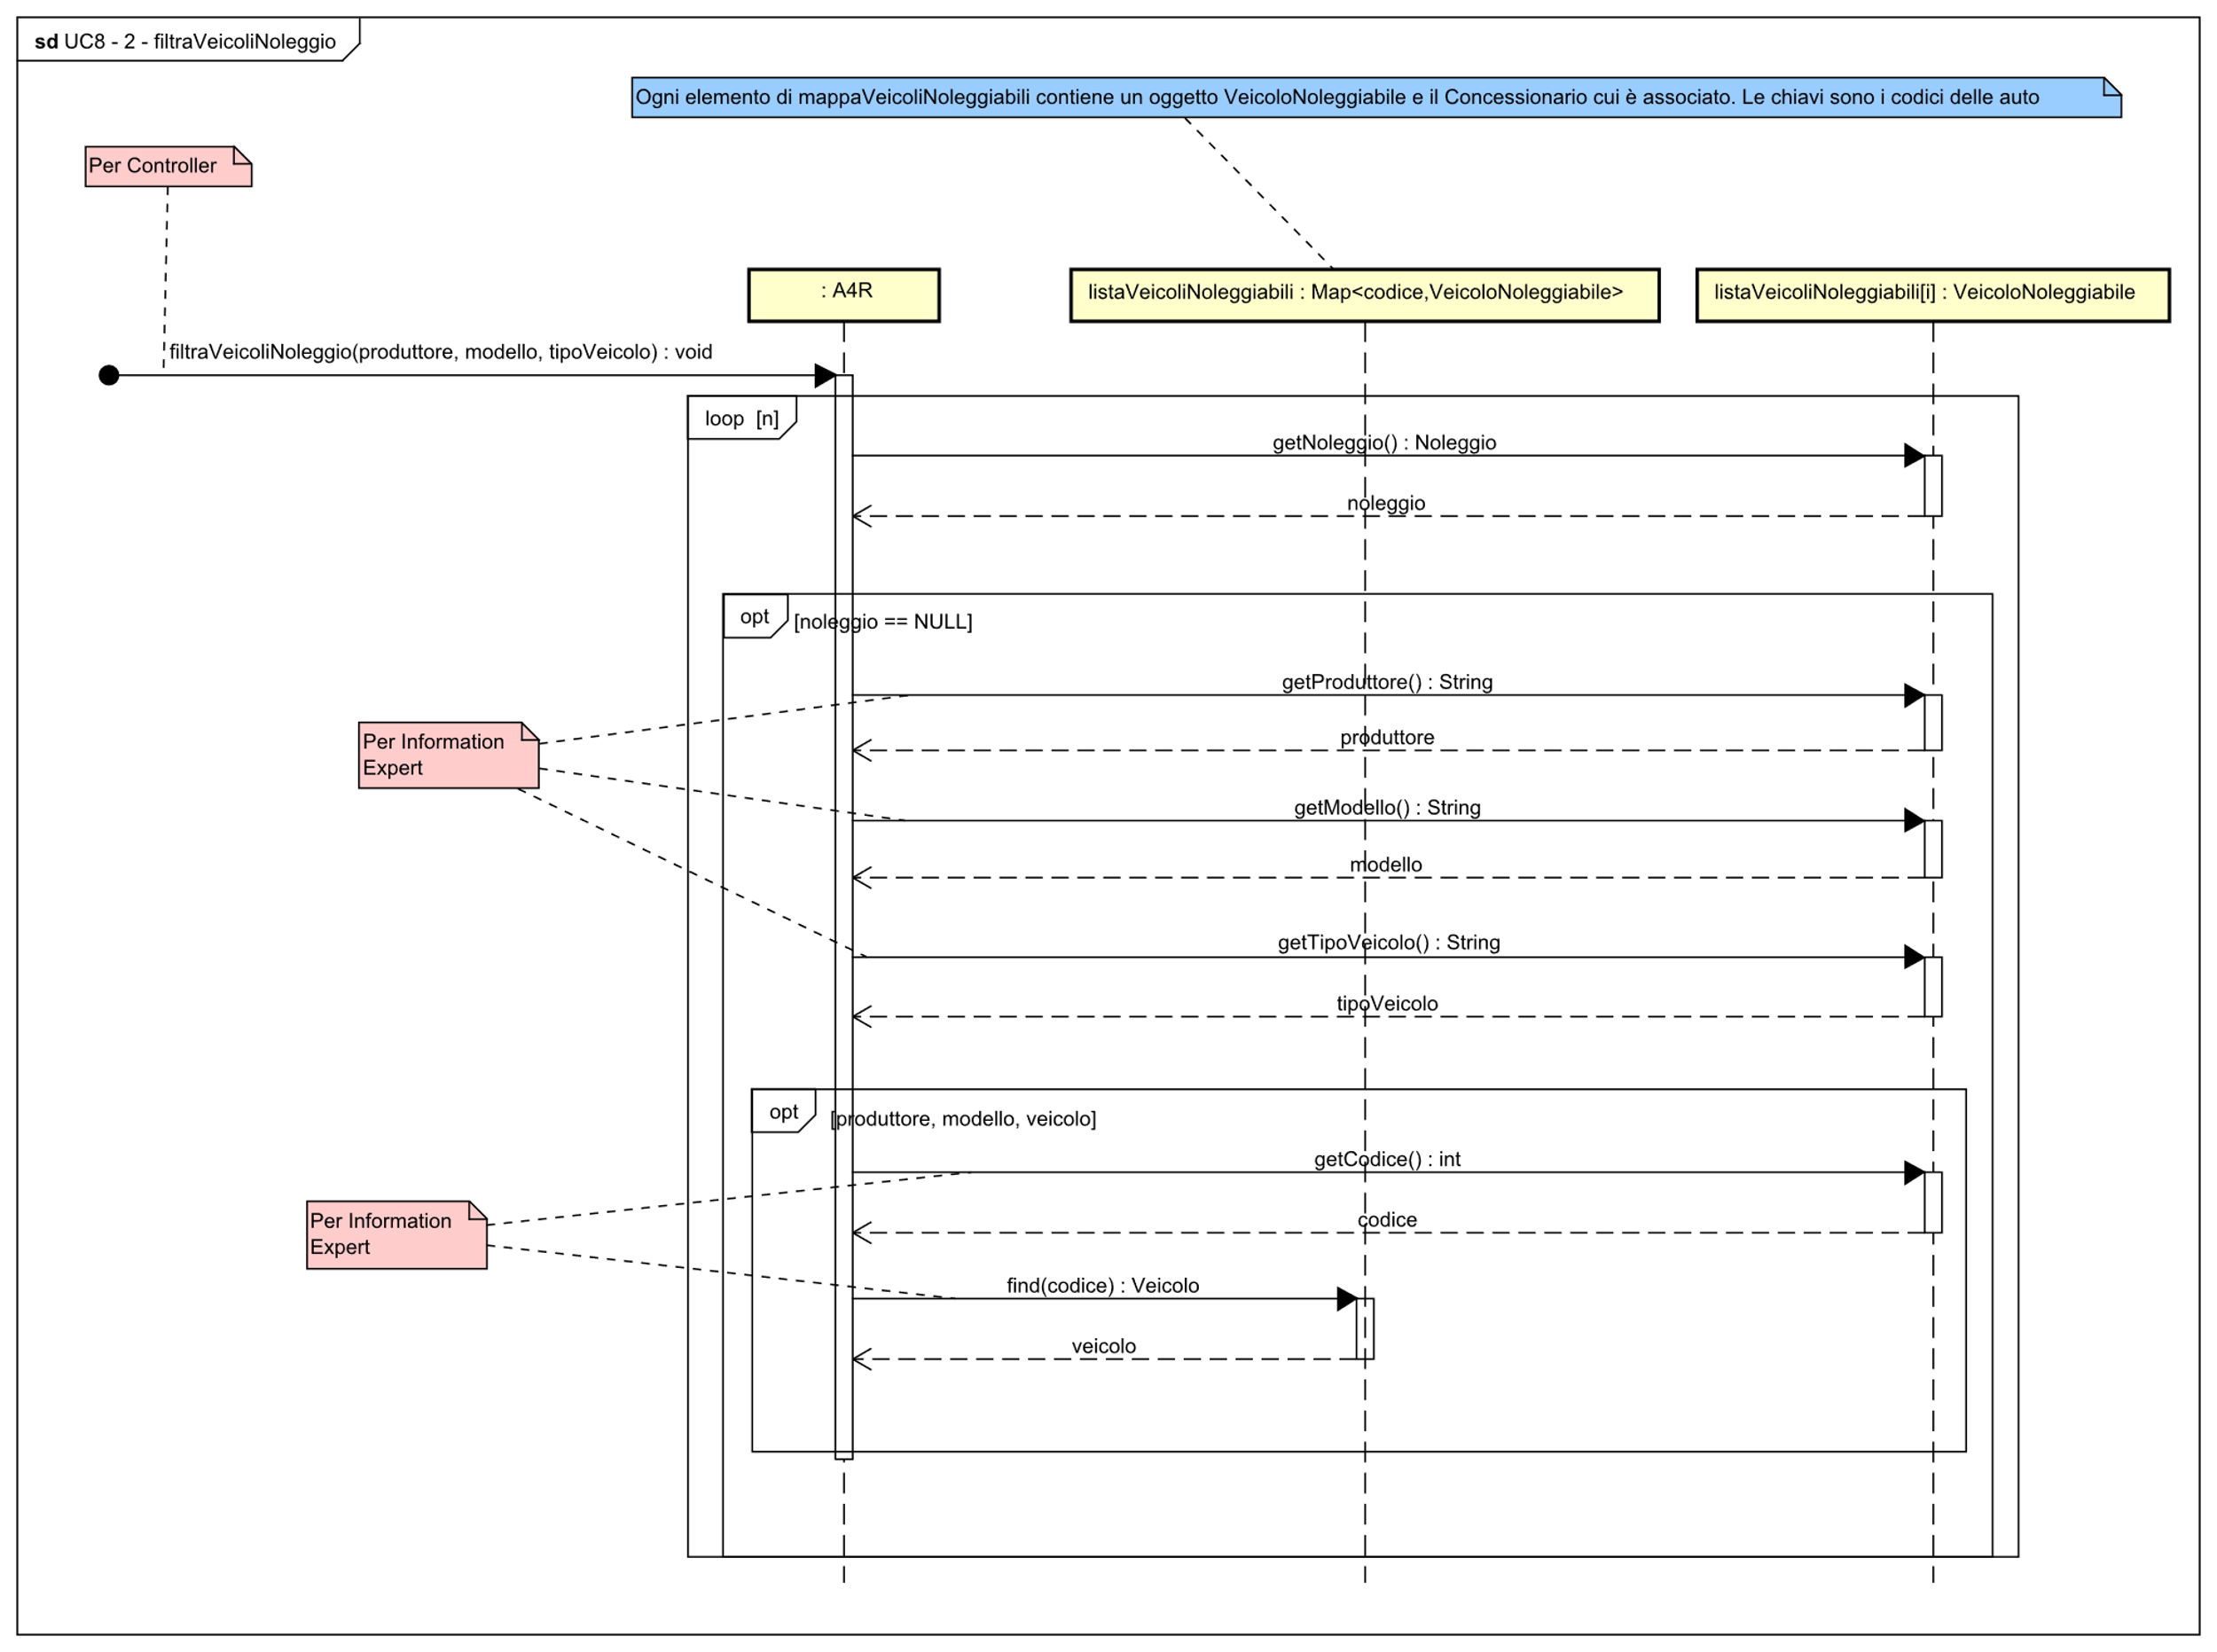 sd UC8 - 2 - filtraVeicoliNoleggio
Ogni elemento di mappaVeicoliNoleggiabili contiene un oggetto VeicoloNoleggiabile e il Concessionario cui è associato. Le chiavi sono i codici delle auto
Per Controller
: A4R
listaVeicoliNoleggiabili : Map<codice,VeicoloNoleggiabile>
listaVeicoliNoleggiabili[i] : VeicoloNoleggiabile
filtraVeicoliNoleggio(produttore, modello, tipoVeicolo) : void
loop [n]
getNoleggio() : Noleggio
noleggio
opt
[noleggio == NULL]
getProduttore() : String
Per Information
Expert
produttore
getModello() : String
modello
getTipoVeicolo() : String
tipoVeicolo
opt
[produttore, modello, veicolo]
getCodice() : int
Per Information
Expert
codice
find(codice) : Veicolo
veicolo